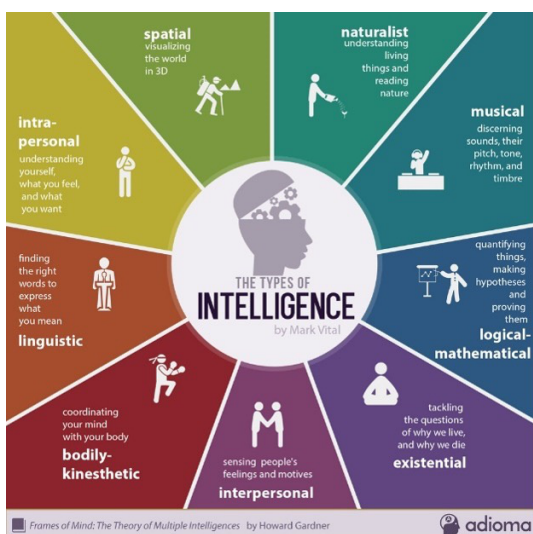 spatial
visualizing
the world
in 3D
naturalist
understanding
living
things and
reading
nature
musical
discerning
sounds, their
pitch, tone,
rhythm, and
timbre
quantifying
things,
making
hypotheses
and
proving
them
logical-
mathematical
tackling
the questions
of why we live,
and why we die
existential
sensing people's
feelings and motives
interpersonal
coordinating
your mind
with your body
bodily-
kinesthetic
finding
the right
words to
express
what
you mean
linguistic
intra-
personal
understanding
yourself,
what you feel,
and what
you want
THE TYPES OF
INTELLIGENCE
by Mark Vital
Frames of Mind: The Theory of Multiple Intelligences by Howard Gardner
adioma